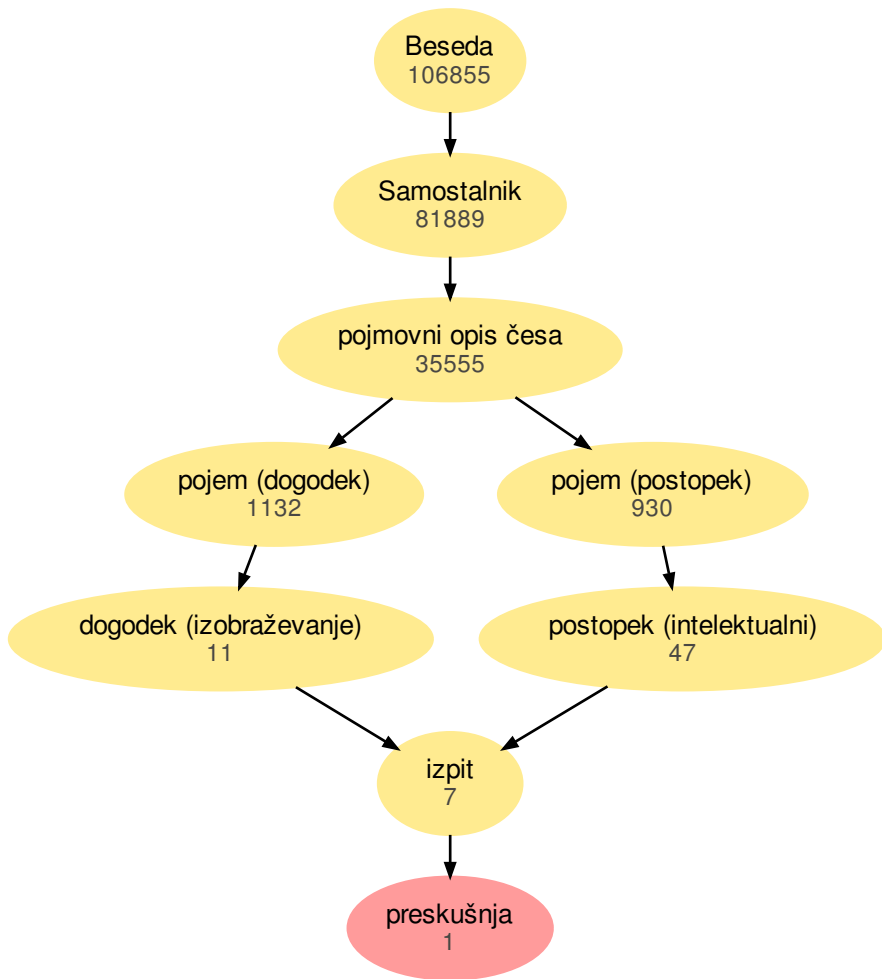 Beseda
106855
Samostalnik
81889
pojmovni opis česa
35555
pojem (dogodek)
1132
pojem (postopek)
930
dogodek (izobraževanje)
11
postopek (intelektualni)
47
izpit
7
preskušnja
1